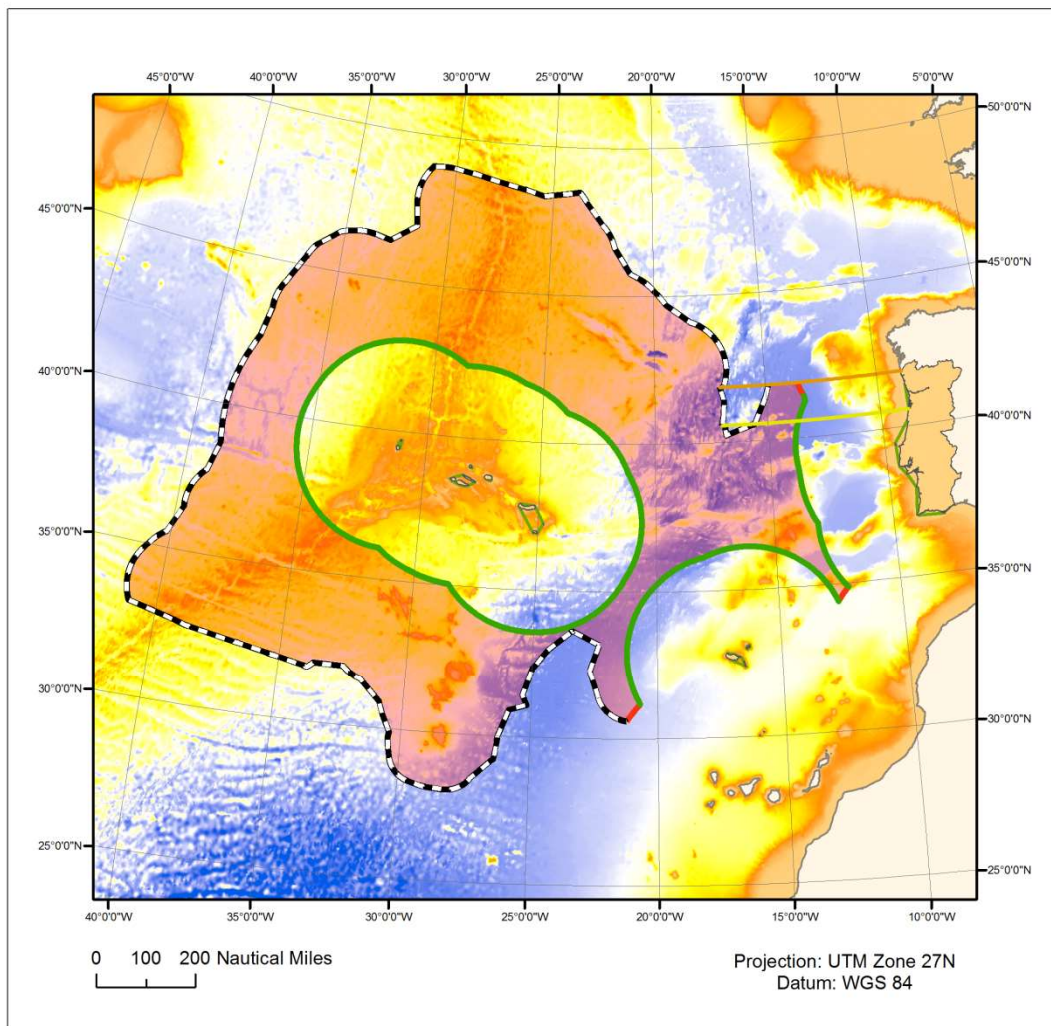 45°0'0"W 40°0'0"W 35°0'0"W 30°0'0"W 25°0'0"W 20°0'0"W 15°0'0"W 10°0'0"W 5°0'0"W
50°0'0"N
45°0'0"N
45°0'0"N
40°0'0"N
40°0'0"N
35°0'0"N
35°0'0"N
30°0'0"N
30°0'0"N
25°0'0"N
25°0'0"N
40°0'0"W 35°0'0"W 30°0'0"W 25°0'0"W 20°0'0"W 15°0'0"W 10°0'0"W
0 100 200 Nautical Miles
Projection: UTM Zone 27N
Datum: WGS 84